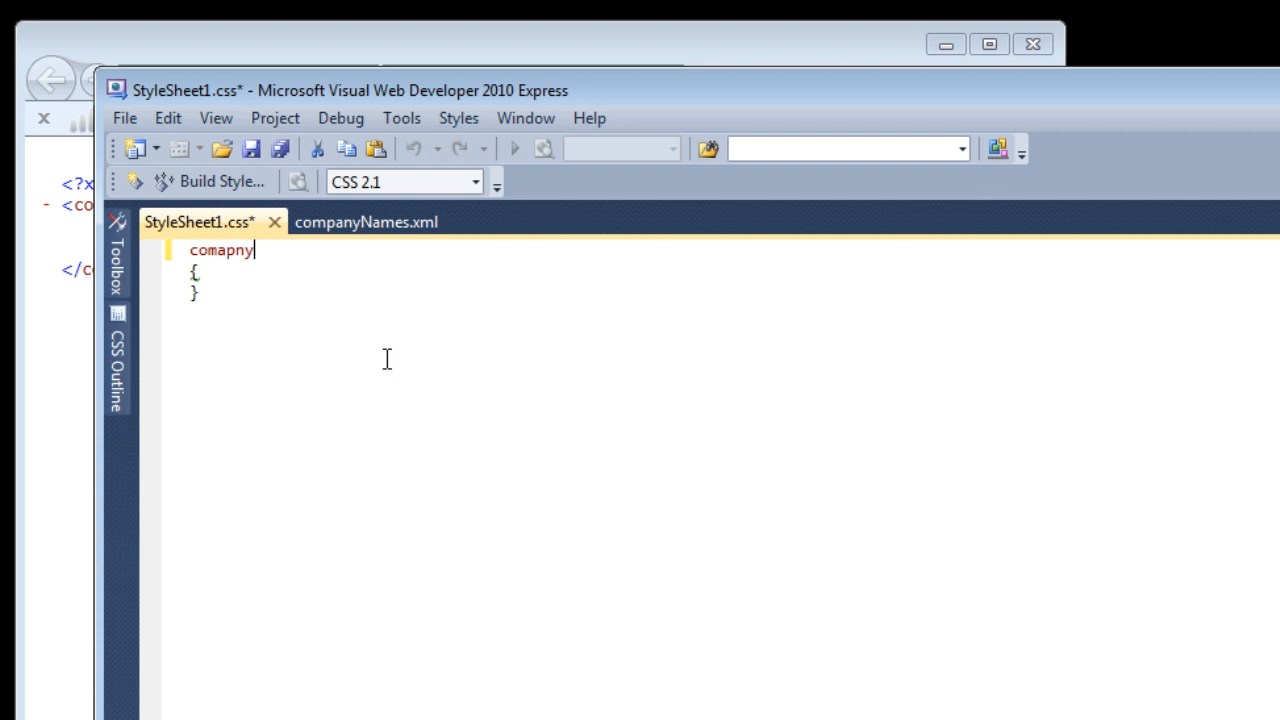 StyleSheet1.css* - Microsoft Visual Web Developer 2010 Express
File Edit View Project Debug Tools Styles Window Help
Build Style... CSS 2.1
StyleSheet1.css* companyNames.xml
Toolbox
CSS Outline
comapny
{
}
<?x
- <co
</c